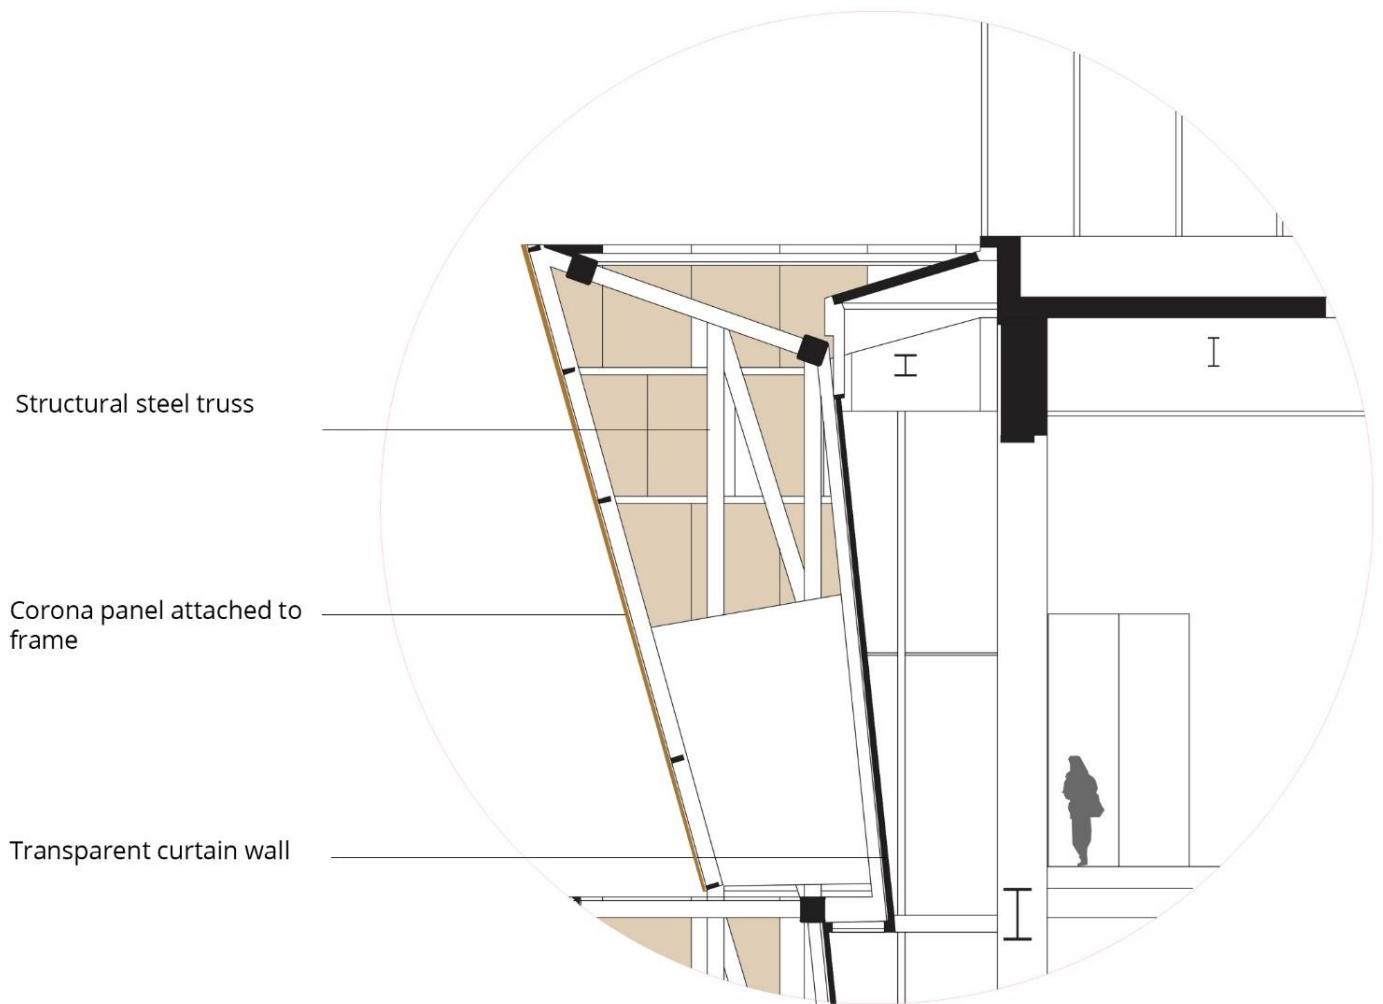 Structural steel truss
Corona panel attached to
frame
Transparent curtain wall